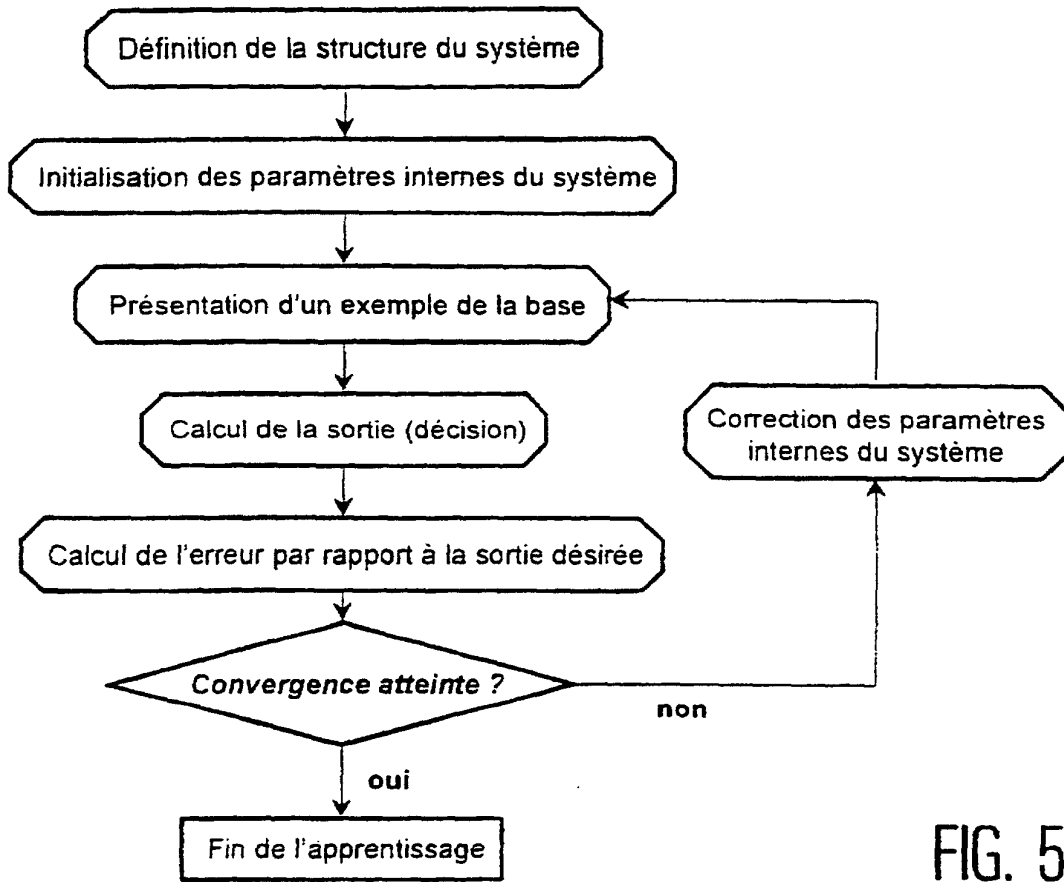 Définition de la structure du système
Initialisation des paramètres internes du système
Présentation d'un exemple de la base
Calcul de la sortie (décision)
Correction des paramètres
internes du système
Calcul de l'erreur par rapport à la sortie désirée
Convergence atteinte ?
non
oui
Fin de l'apprentissage
FIG. 5